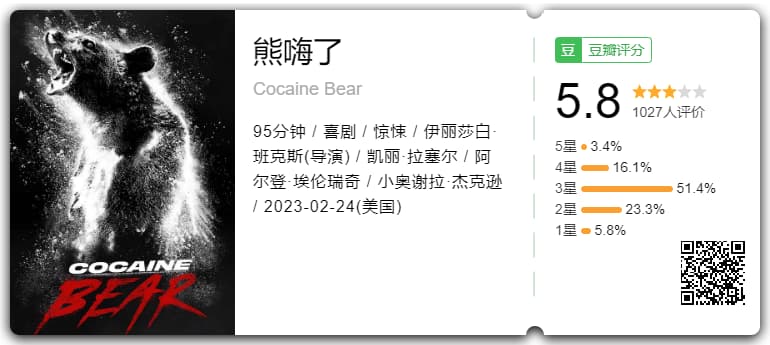 COCAINE
BEAR
熊嗨了
Cocaine Bear
95分钟 / 喜剧 / 惊悚 / 伊丽莎白·
班克斯(导演) / 凯丽·拉塞尔 / 阿
尔登·埃伦瑞奇 / 小奥谢拉·杰克逊
/ 2023-02-24(美国)
豆 豆瓣评分
5.8
1027人评价
5星 3.4%
4星 16.1%
3星 51.4%
2星 23.3%
1星 5.8%